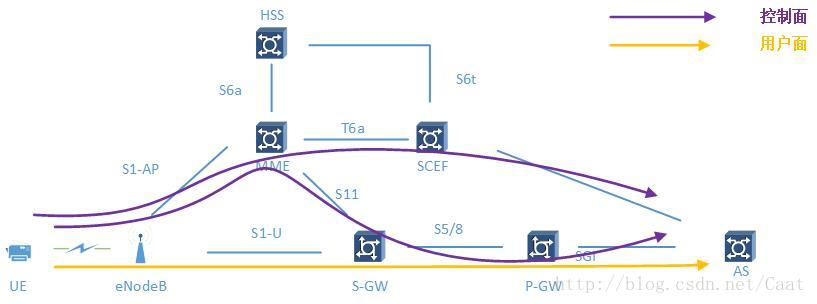 HSS
控制面
用户面
S6a
S6t
T6a
MME
SCEF
S1-AP
S11
S1-U
S5/8
SGi
UE
eNodeB
S-GW
P-GW
AS
http://blog.csdn.net/Caat